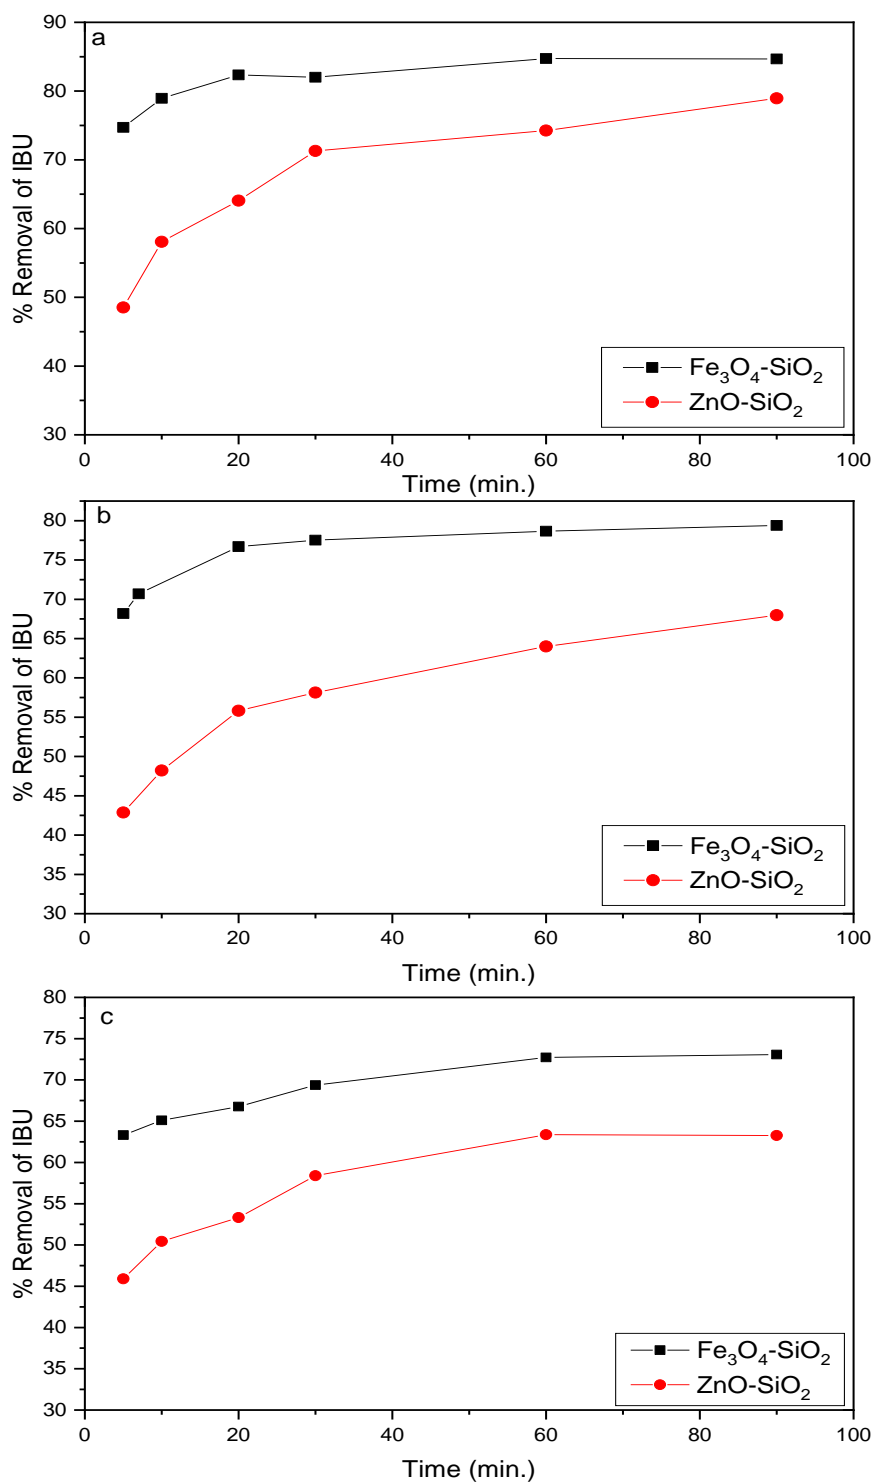 a
90
80
70
60
50
40
30
% Removal of IBU
Fe₃O₄-SiO₂
ZnO-SiO₂
0 20 40 60 80 100
Time (min.)
b
80
75
70
65
60
55
50
45
40
35
30
% Removal of IBU
Fe₃O₄-SiO₂
ZnO-SiO₂
0 20 40 60 80 100
Time (min.)
c
80
75
70
65
60
55
50
45
40
35
30
% Removal of IBU
Fe₃O₄-SiO₂
ZnO-SiO₂
0 20 40 60 80 100
Time (min.)